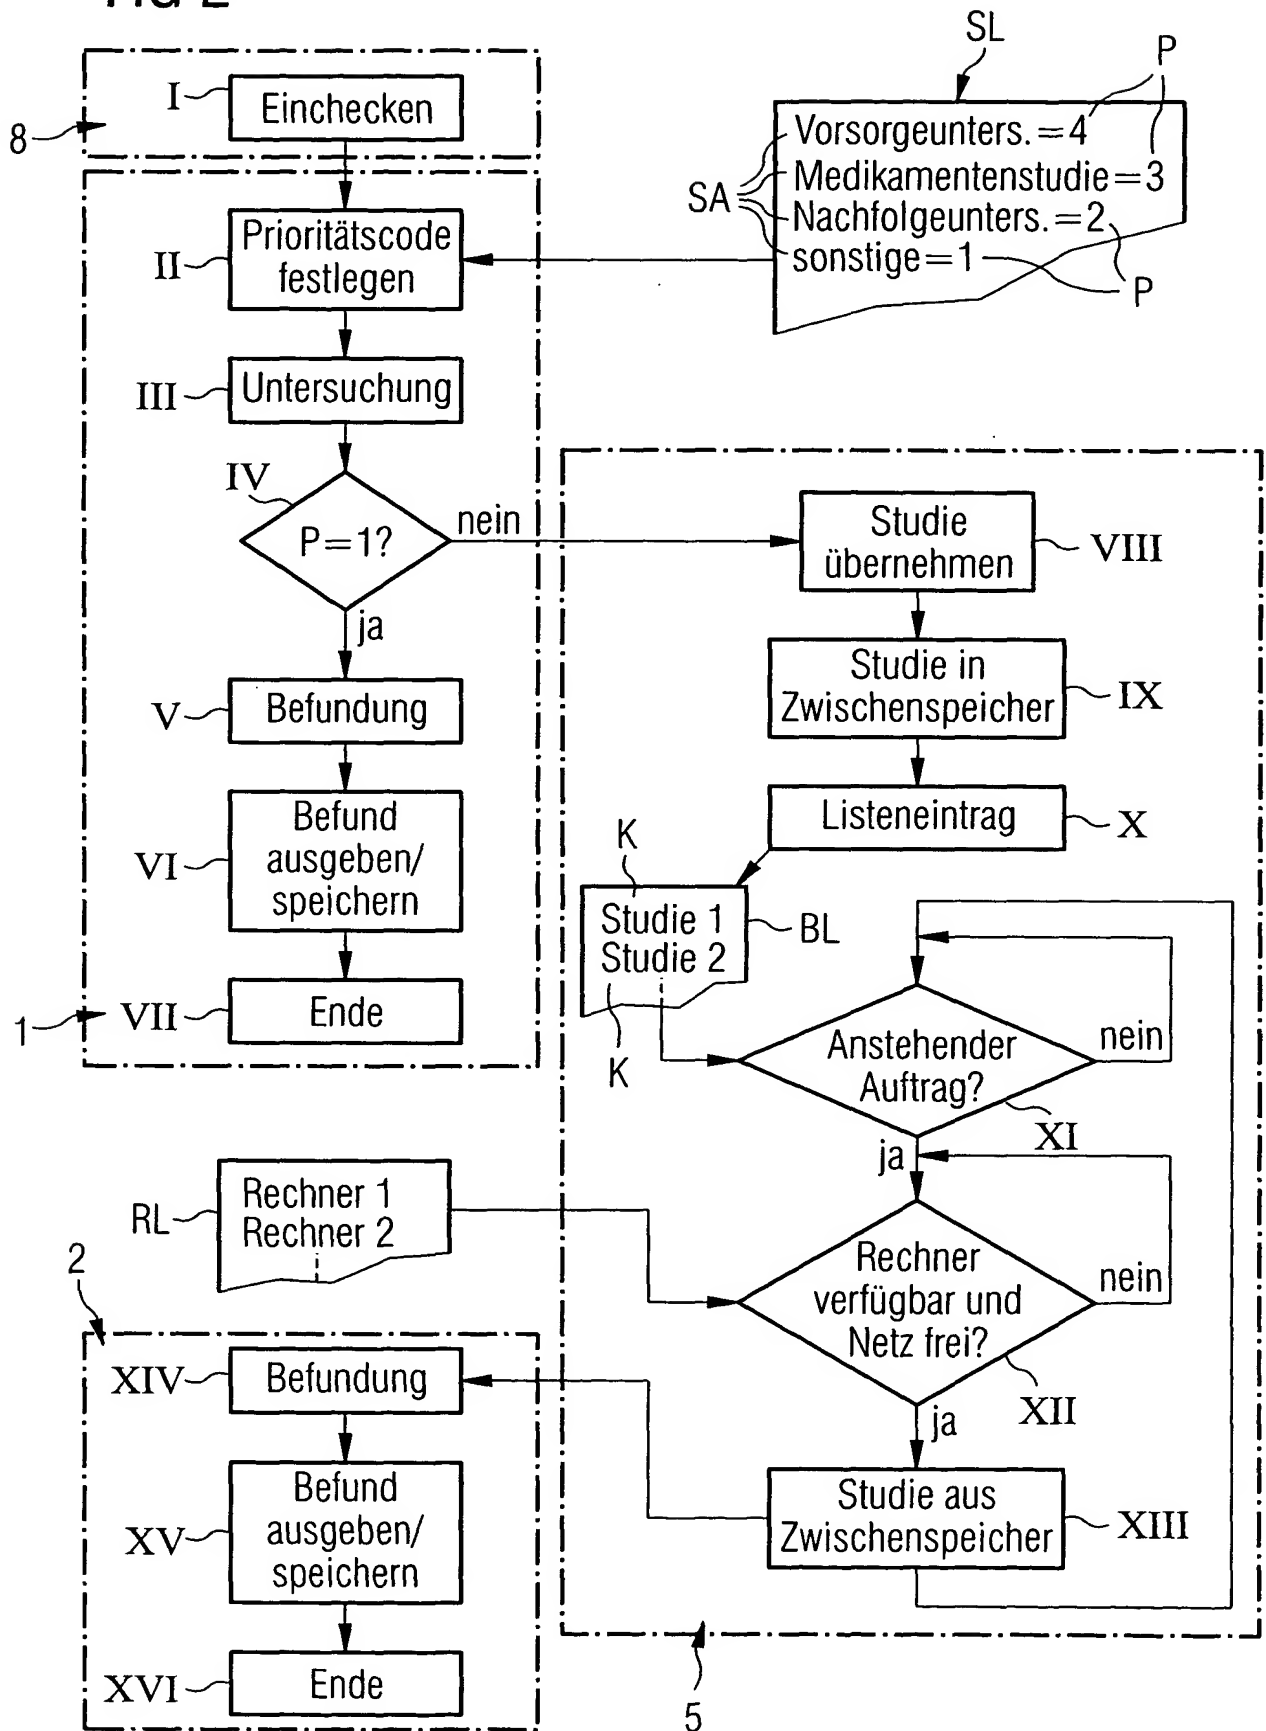 FIG 2
SL
P
I
Einchecken
8
Vorsorgeunters.=4
Medikamentenstudie=3
SA
Nachfolgeunters.=2
sonstige=1
P
II
Prioritätscode
festlegen
III
Untersuchung
IV
P=1?
nein
ja
Studie
übernehmen
VIII
V
Befundung
Studie in
Zwischenspeicher
IX
VI
Befund
ausgeben/
speichern
Listeneintrag
X
K
Studie 1
Studie 2
BL
K
VII
Ende
1
Anstehender
Auftrag?
nein
XI
ja
RL
Rechner 1
Rechner 2
Rechner
verfügbar und
Netz frei?
nein
XII
ja
2
XIV
Befundung
Studie aus
Zwischenspeicher
XIII
XV
Befund
ausgeben/
speichern
XVI
Ende
5